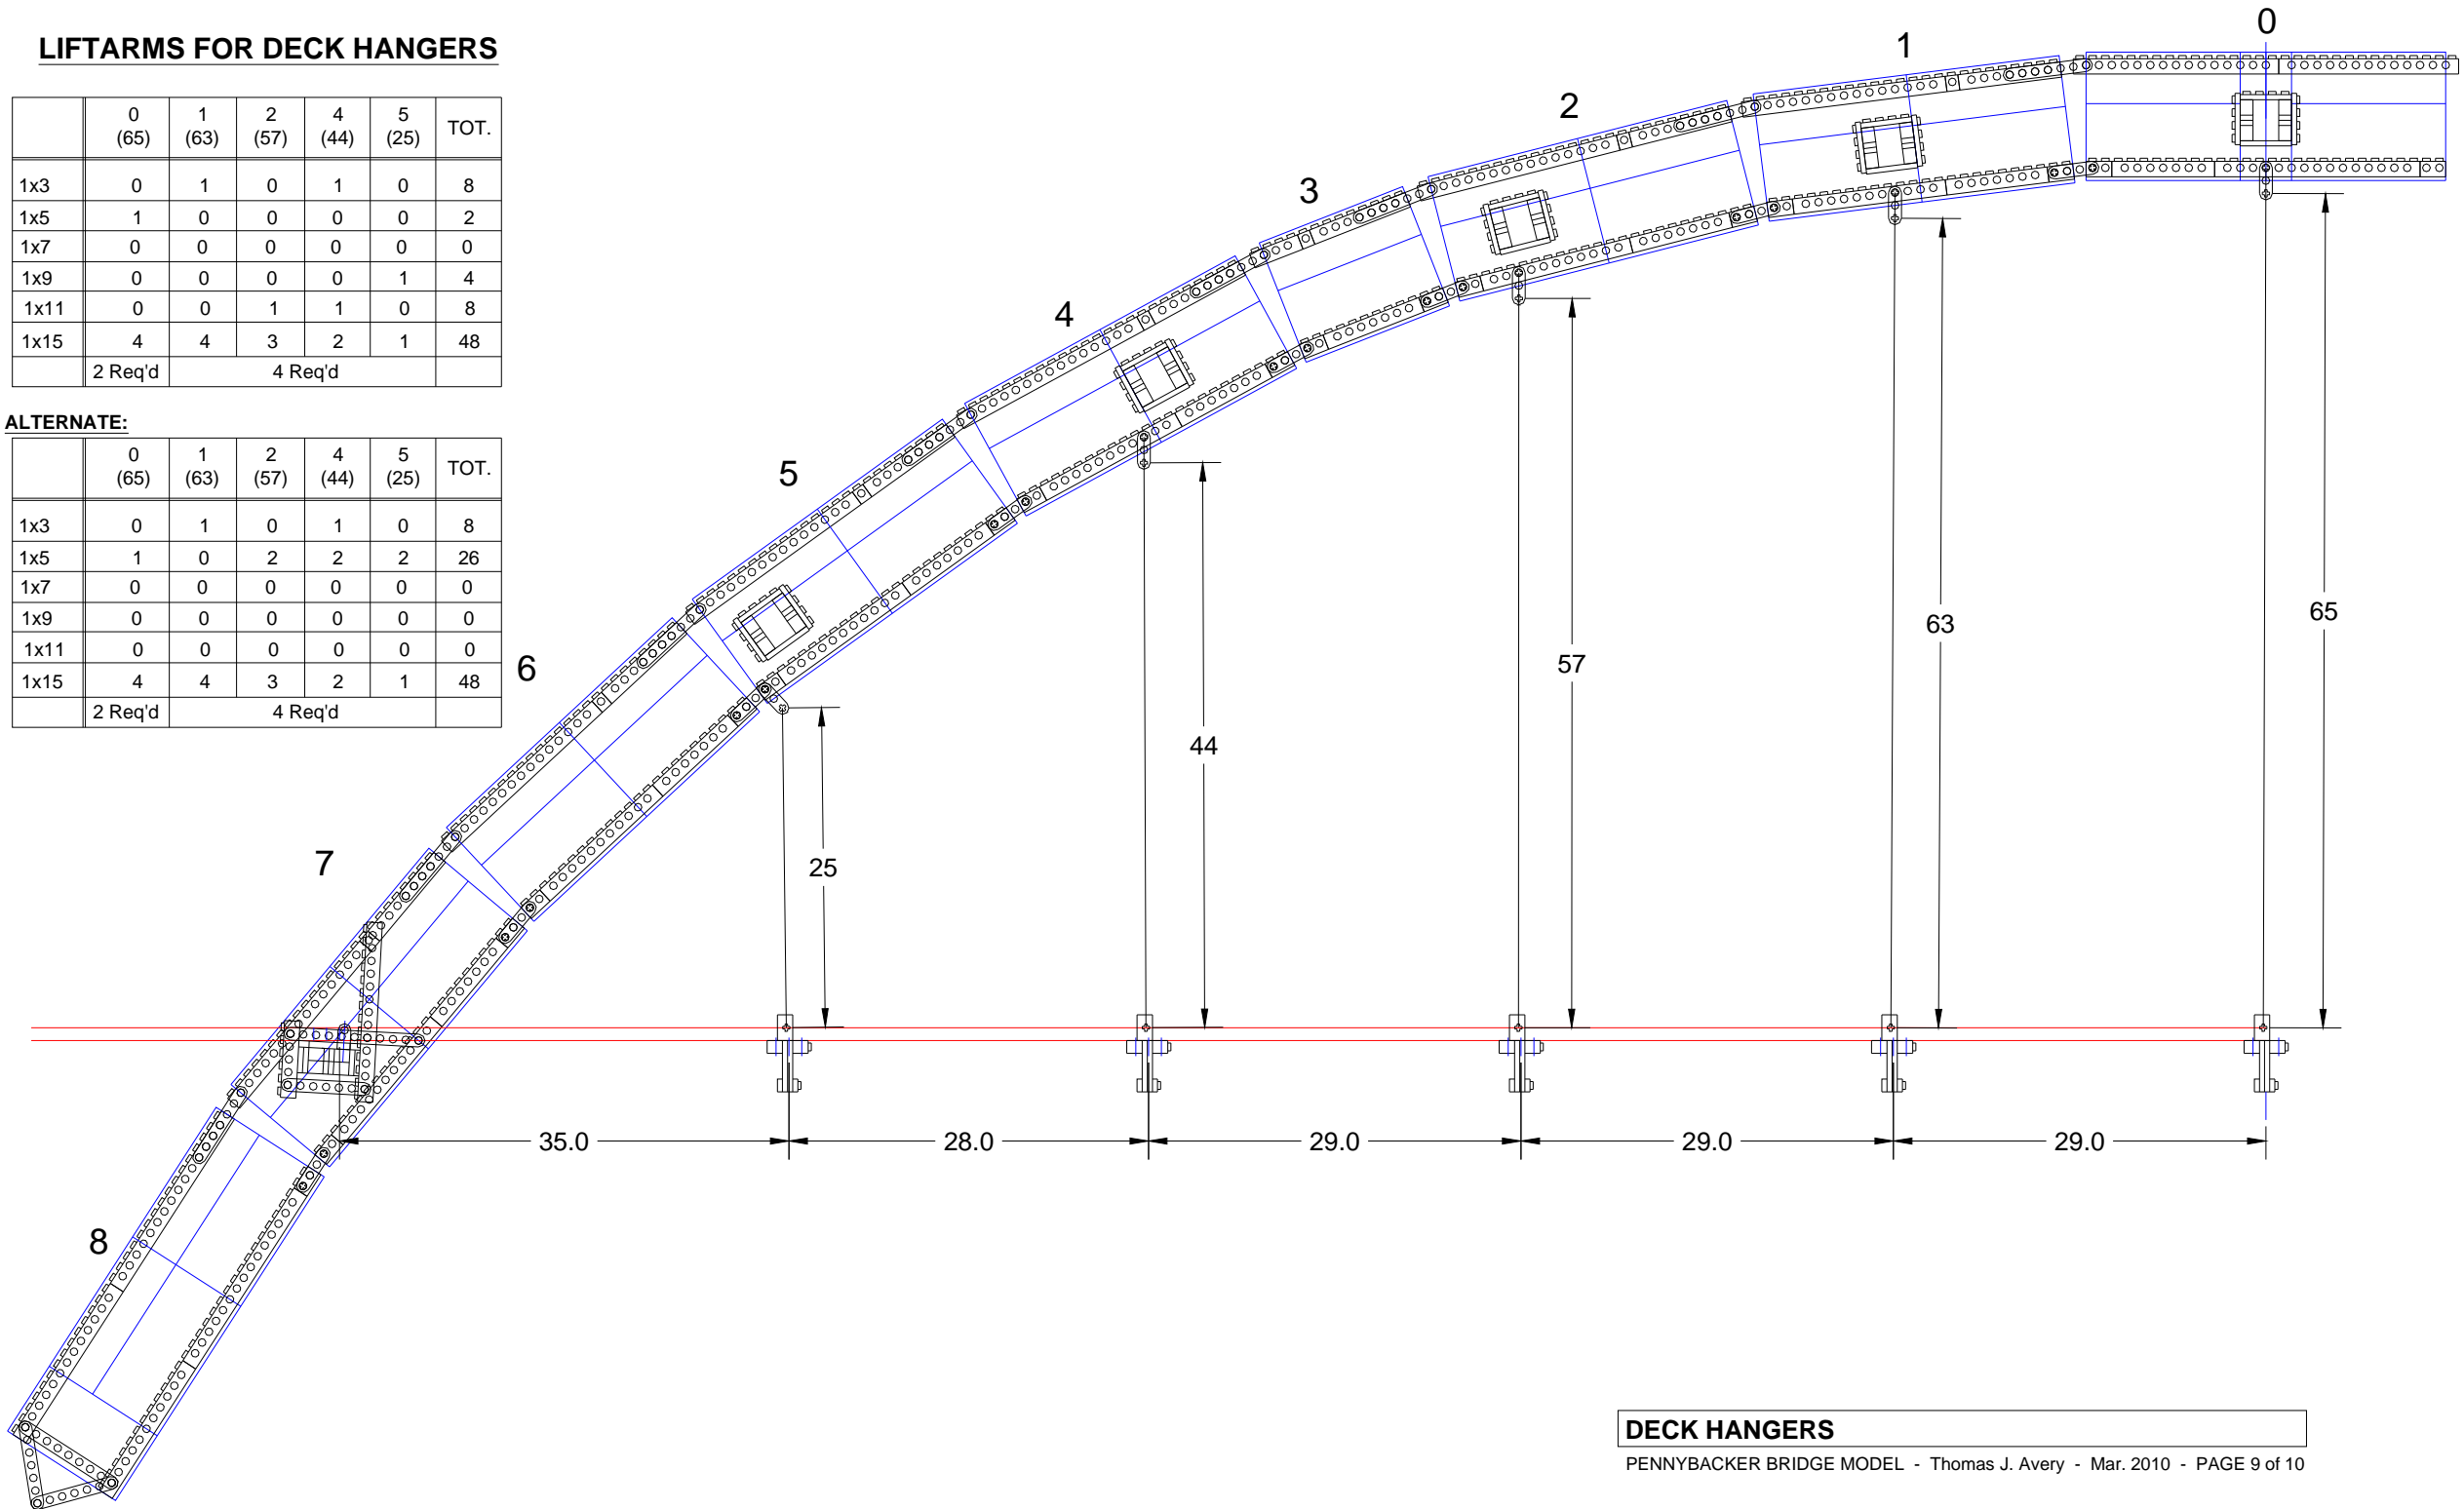 LIFTARMS FOR DECK HANGERS
0 1 2 4 5 TOT.
(65) (63) (57) (44) (25)
1x3 0 1 0 1 0 8
1x5 1 0 0 0 0 2
1x7 0 0 0 0 0 0
1x9 0 0 0 0 1 4
1x11 0 0 1 1 0 8
1x15 4 4 3 2 1 48
2 Req'd 4 Req'd
ALTERNATE:
0 1 2 4 5 TOT.
(65) (63) (57) (44) (25)
1x3 0 1 0 1 0 8
1x5 1 0 2 2 2 26
1x7 0 0 0 0 0 0
1x9 0 0 0 0 0 0
1x11 0 0 0 0 0 0
1x15 4 4 3 2 1 48
2 Req'd 4 Req'd
0
1
2
3
4
5
6
7
8
25
44
57
63
65
35.0 28.0 29.0 29.0 29.0
DECK HANGERS
PENNYBACKER BRIDGE MODEL - Thomas J. Avery - Mar. 2010 - PAGE 9 of 10